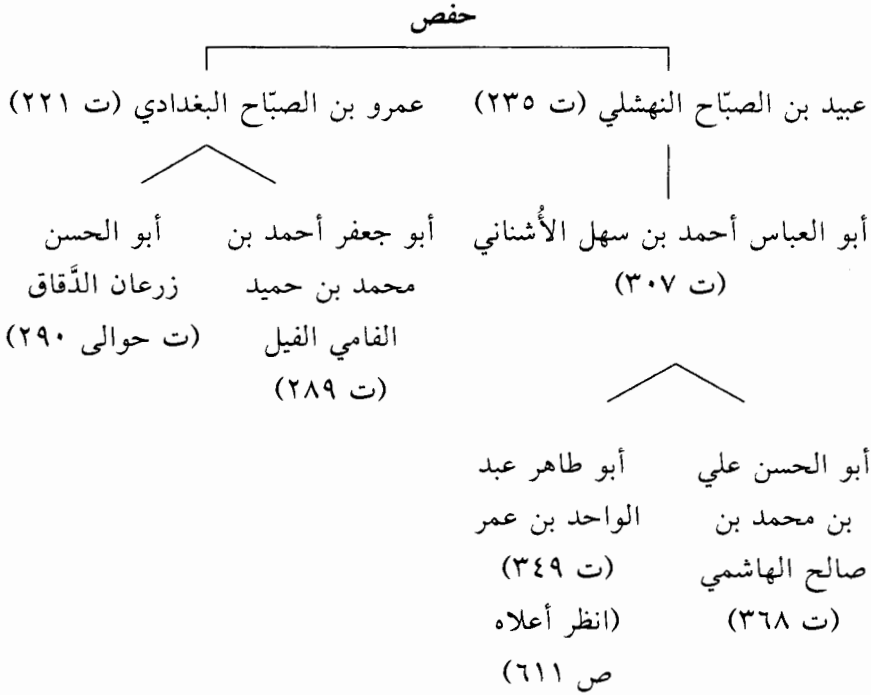 حفص
عبيد بن الصبّاح النهشلي (ت ٢٣٥)
عمرو بن الصبّاح البغدادي (ت ٢٢١)
أبو العباس أحمد بن سهل الأُشناني
(ت ٣٠٧)
أبو جعفر أحمد بن
محمد بن حميد
الفامي الفيل
(ت ٢٨٩)
أبو الحسن
زرعان الدَّقاق
(ت حوالى ٢٩٠)
أبو الحسن علي
بن محمد بن
صالح الهاشمي
(ت ٣٦٨)
أبو طاهر عبد
الواحد بن عمر
(ت ٣٤٩)
(انظر أعلاه
ص ٦١١)